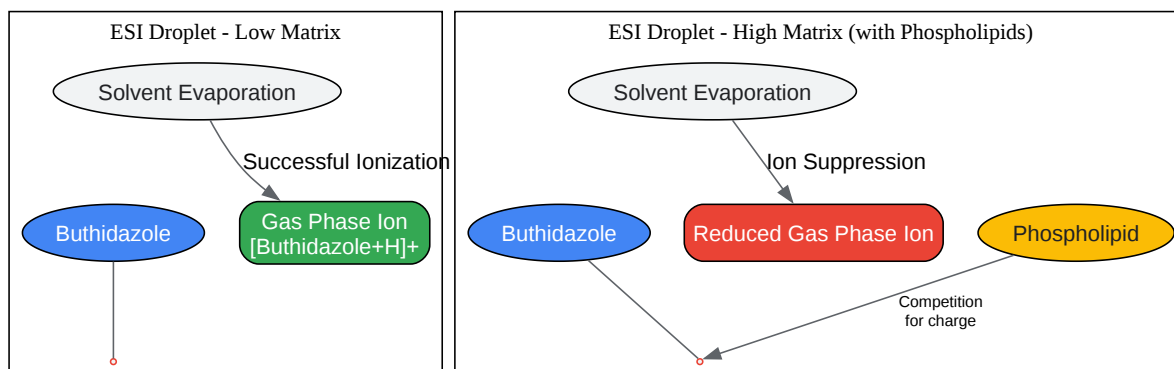 ESI Droplet - Low Matrix
Solvent Evaporation
Successful Ionization
Buthidazole
Gas Phase Ion
[Buthidazole+H]+
ESI Droplet - High Matrix (with Phospholipids)
Solvent Evaporation
Ion Suppression
Buthidazole
Reduced Gas Phase Ion
Phospholipid
Competition
for charge